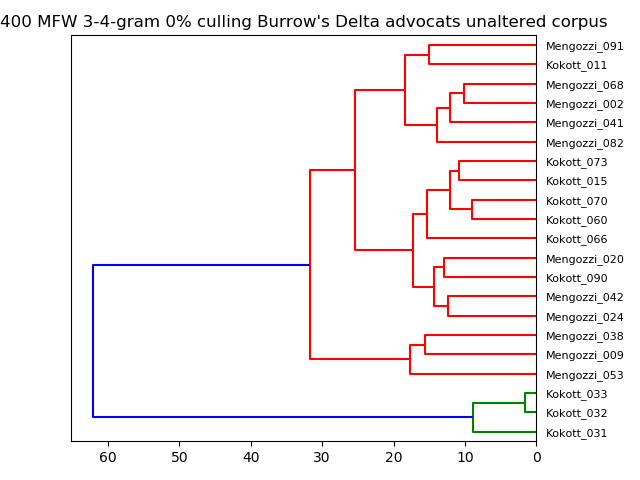 400 MFW 3-4-gram 0% culling Burrow's Delta advocats unaltered corpus
Mengozzi_091
Kokott_011
Mengozzi_068
Mengozzi_002
Mengozzi_041
Mengozzi_082
Kokott_073
Kokott_015
Kokott_070
Kokott_060
Kokott_066
Mengozzi_020
Kokott_090
Mengozzi_042
Mengozzi_024
Mengozzi_038
Mengozzi_009
Mengozzi_053
Kokott_033
Kokott_032
Kokott_031
60 50 40 30 20 10 0